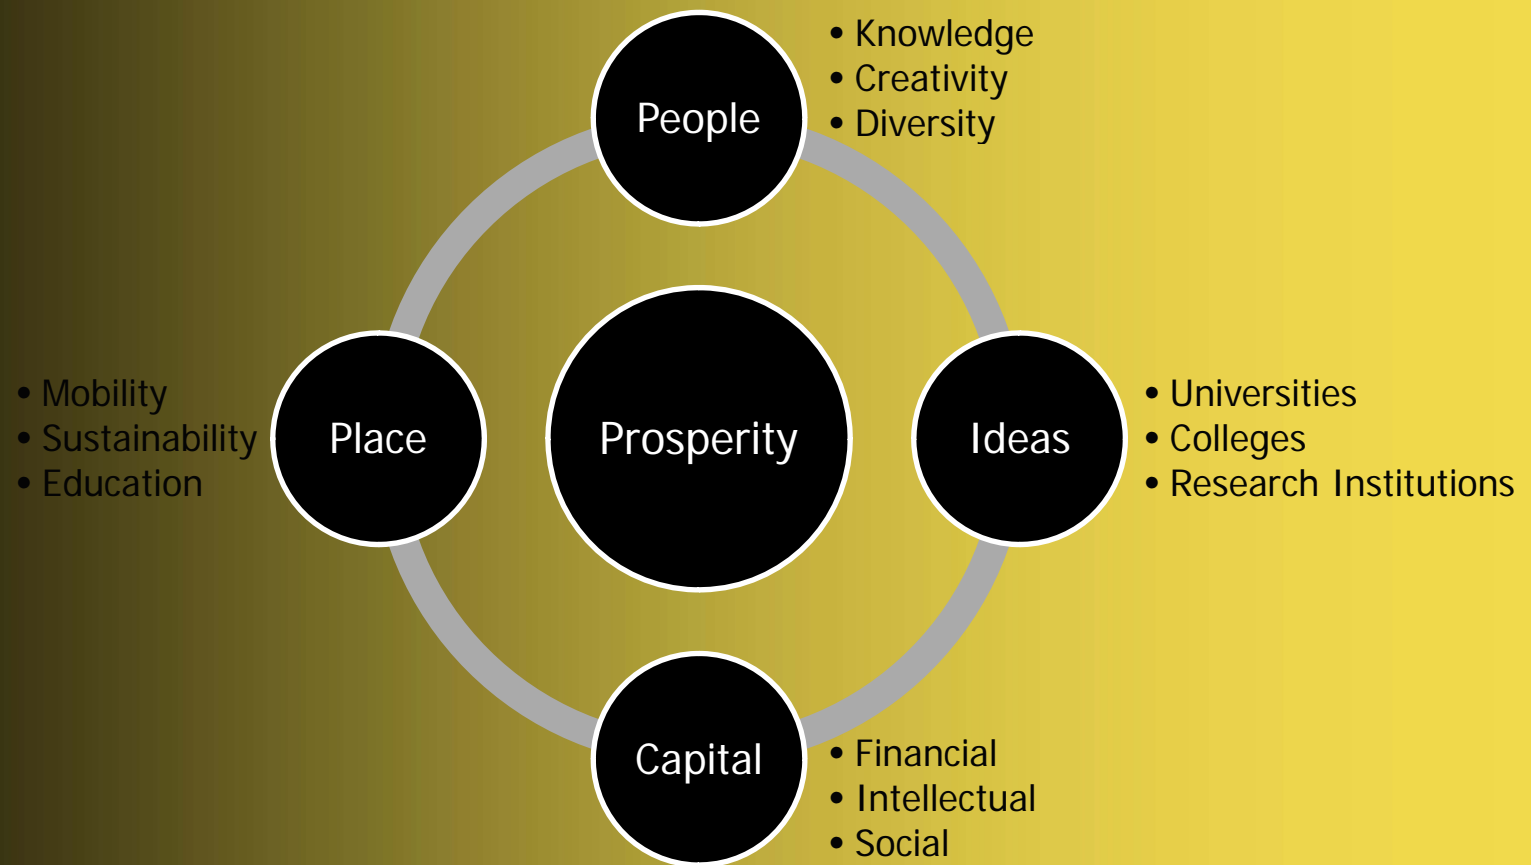 People
• Knowledge
• Creativity
• Diversity
• Mobility
• Sustainability
• Education
Place
Prosperity
Ideas
• Universities
• Colleges
• Research Institutions
Capital
• Financial
• Intellectual
• Social